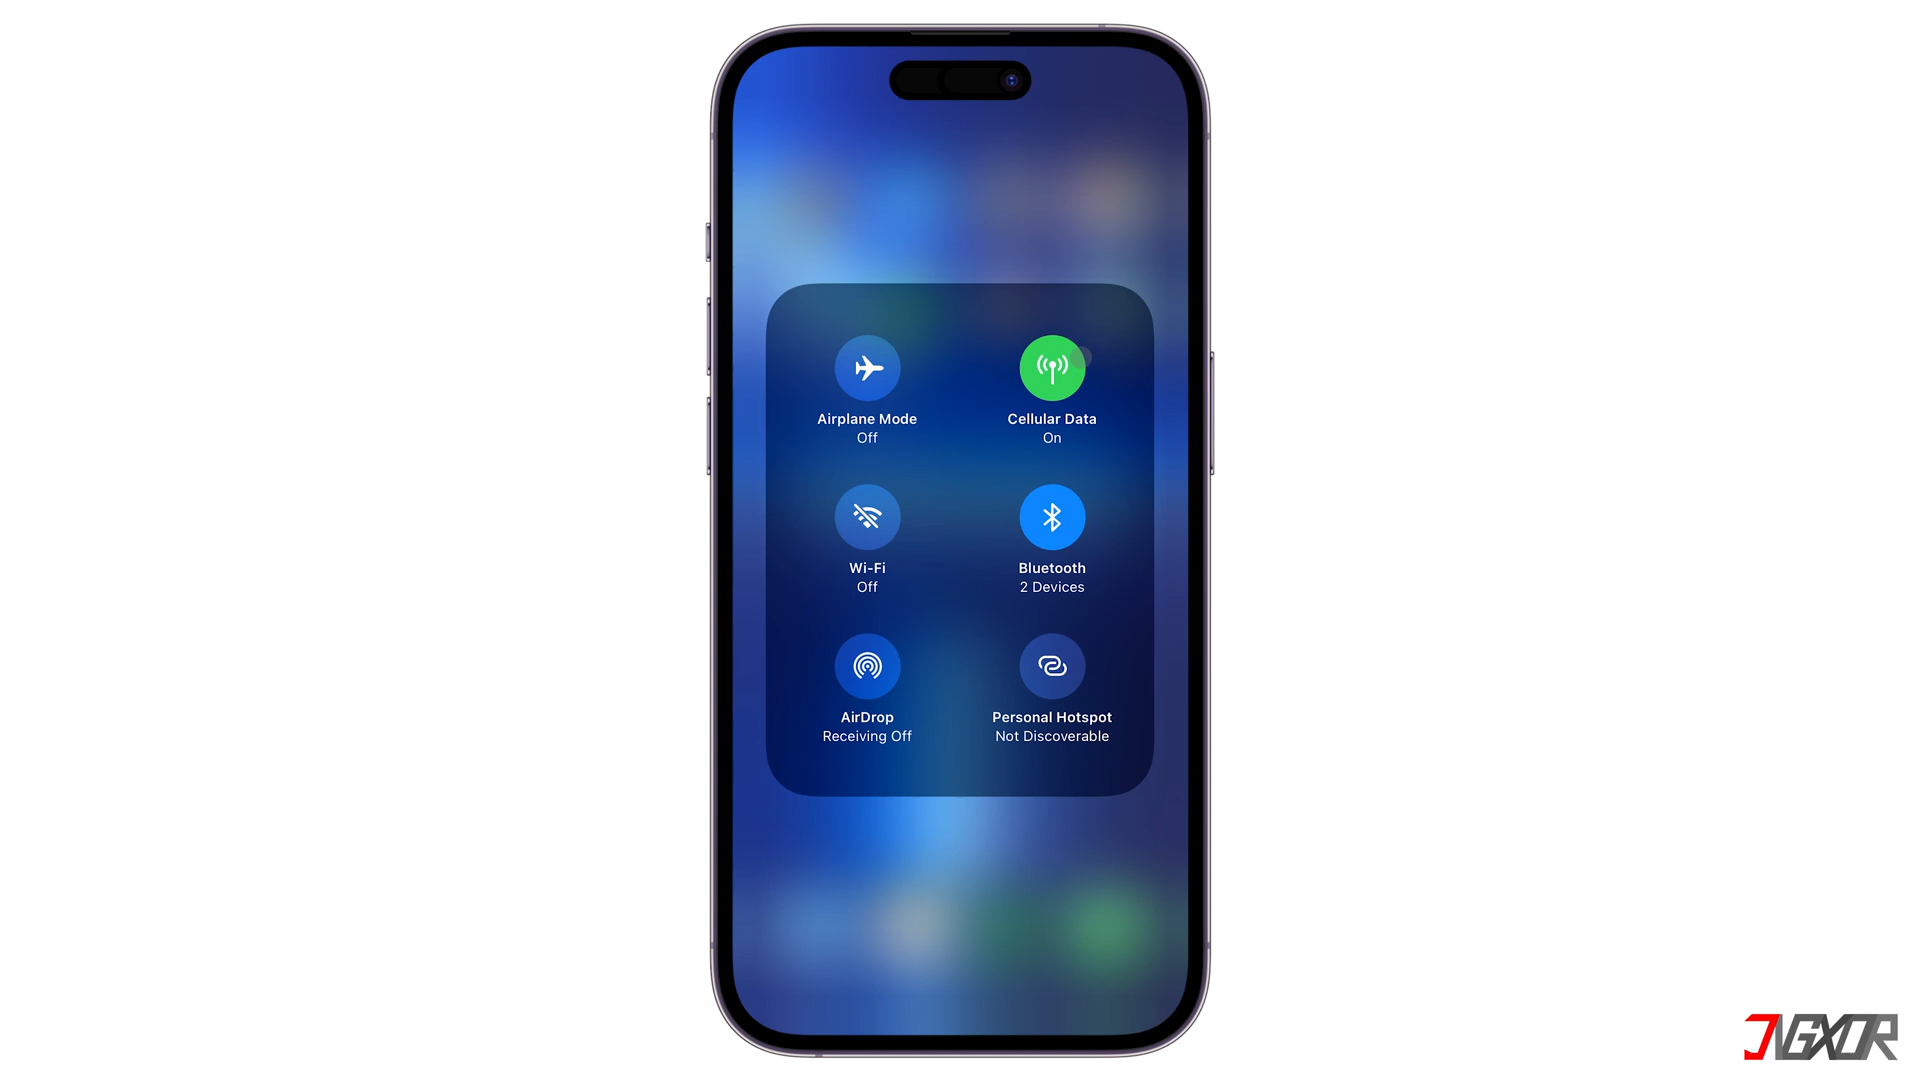 Airplane Mode
Off
Cellular Data
On
Wi-Fi
Off
Bluetooth
2 Devices
AirDrop
Receiving Off
Personal Hotspot
Not Discoverable